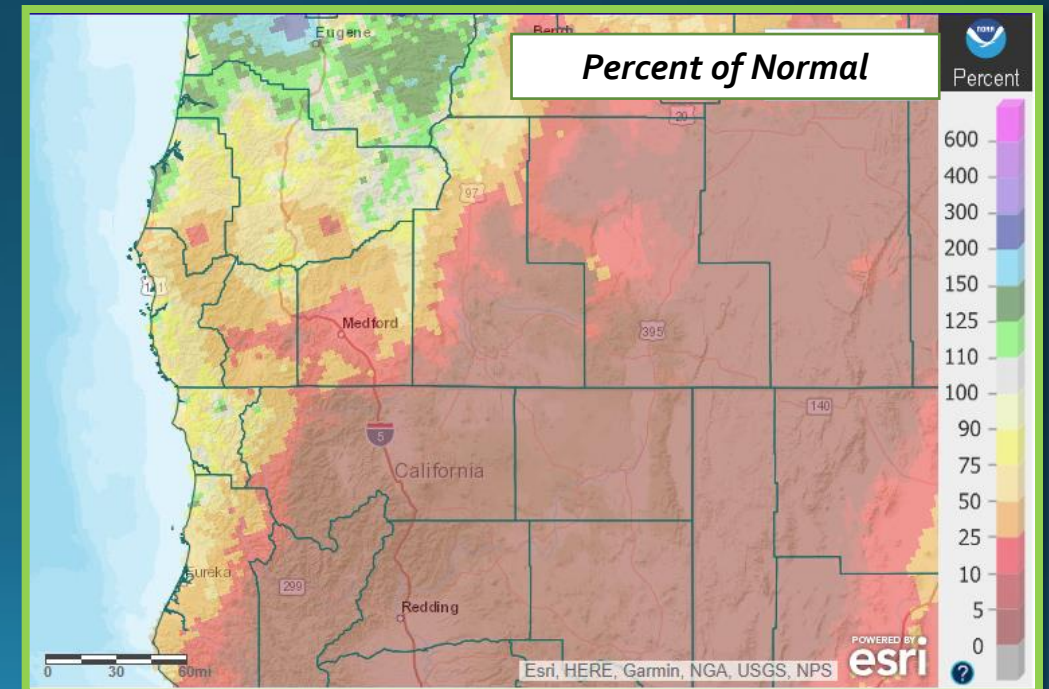 Eugene
Percent of Normal
NOAA
Percent
600
400
300
200
150
125
110
100
90
75
50
25
10
5
0
20
97
Medford
395
140
5
California
Eureka
299
Redding
0 30 60mi
Esri, HERE, Garmin, NGA, USGS, NPS
POWERED BY
esri
?